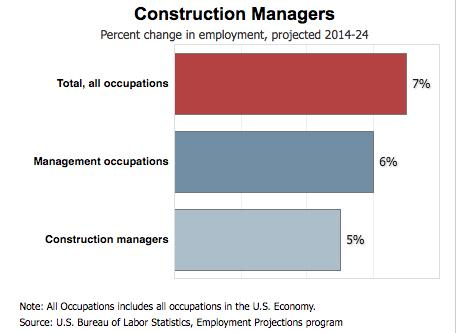 Construction Managers
Percent change in employment, projected 2014-24
Total, all occupations
7%
Management occupations
6%
Construction managers
5%
Note: All Occupations includes all occupations in the U.S. Economy.
Source: U.S. Bureau of Labor Statistics, Employment Projections program